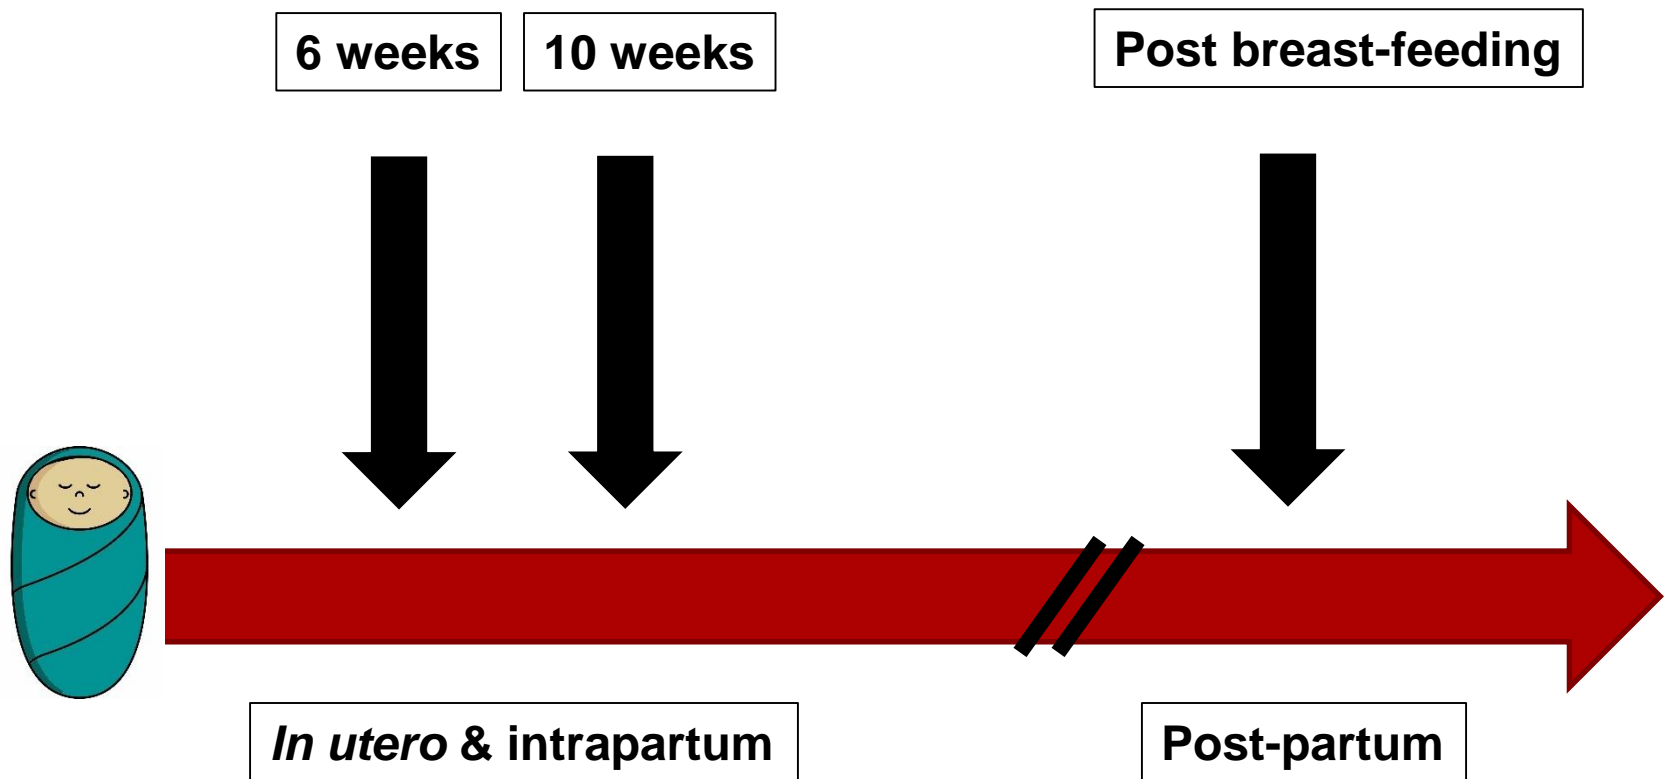 6 weeks
10 weeks
Post breast-feeding
In utero & intrapartum
Post-partum